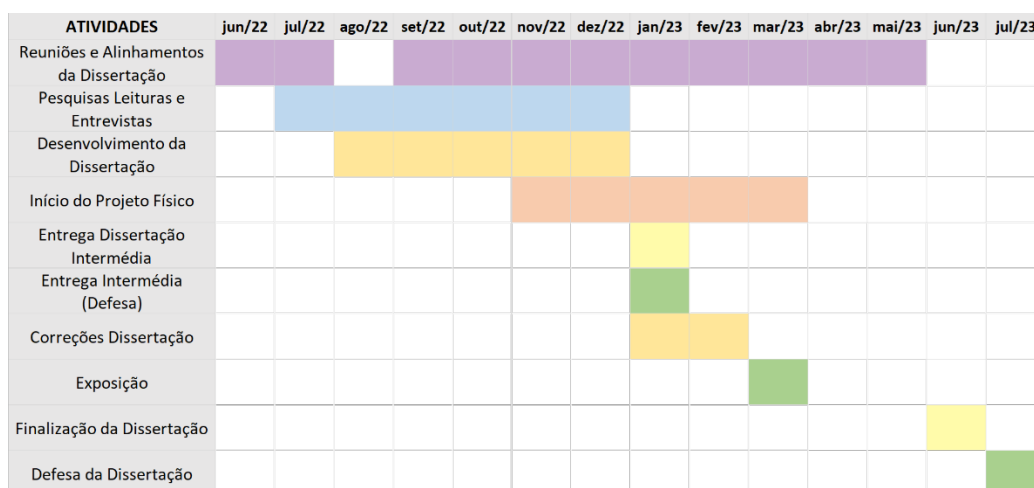 ATIVIDADES jun/22 jul/22 ago/22 set/22 out/22 nov/22 dez/22 jan/23 fev/23 mar/23 abr/23 mai/23 jun/23 jul/23
Reuniões e Alinhamentos
da Dissertação
Pesquisas Leituras e
Entrevistas
Desenvolvimento da
Dissertação
Início do Projeto Físico
Entrega Dissertação
Intermédia
Entrega Intermédia
(Defesa)
Correções Dissertação
Exposição
Finalização da Dissertação
Defesa da Dissertação